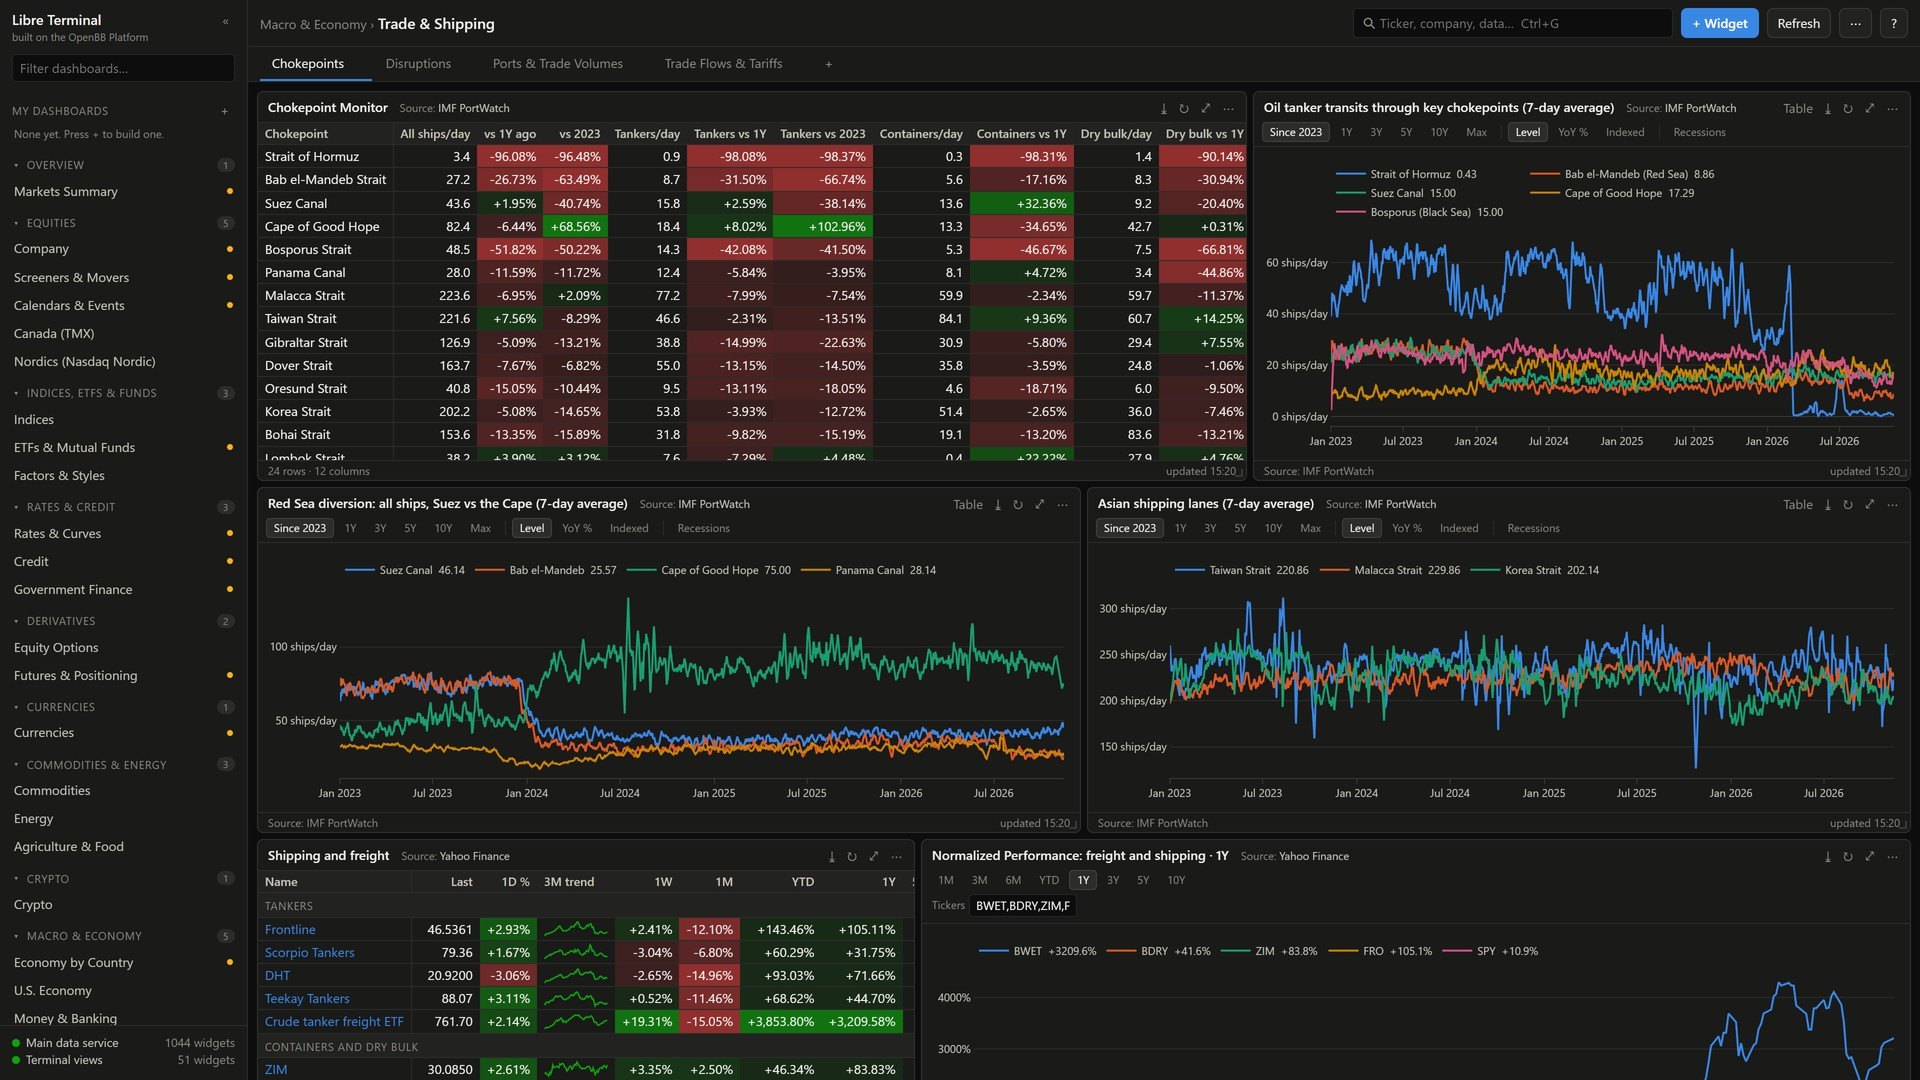 Libre Terminal «
built on the OpenBB Platform
Filter dashboards...
MY DASHBOARDS +
None yet. Press + to build one.
OVERVIEW 1
Markets Summary
EQUITIES 5
Company
Screeners & Movers
Calendars & Events
Canada (TMX)
Nordics (Nasdaq Nordic)
INDICES, ETFS & FUNDS 3
Indices
ETFs & Mutual Funds
Factors & Styles
RATES & CREDIT 3
Rates & Curves
Credit
Government Finance
DERIVATIVES 2
Equity Options
Futures & Positioning
CURRENCIES 1
Currencies
COMMODITIES & ENERGY 3
Commodities
Energy
Agriculture & Food
CRYPTO 1
Crypto
MACRO & ECONOMY 5
Economy by Country
U.S. Economy
Money & Banking
Main data service 1044 widgets
Terminal views 51 widgets
Macro & Economy › Trade & Shipping
Ticker, company, data... Ctrl+G
+ Widget Refresh ... ?
Chokepoints Disruptions Ports & Trade Volumes Trade Flows & Tariffs +
Chokepoint Monitor Source: IMF PortWatch
Chokepoint All ships/day vs 1Y ago vs 2023 Tankers/day Tankers vs 1Y Tankers vs 2023 Containers/day Containers vs 1Y Dry bulk/day Dry bulk vs 1Y
Strait of Hormuz 3.4 -96.08% -96.48% 0.9 -98.08% -98.37% 0.3 -98.31% 1.4 -90.14%
Bab el-Mandeb Strait 27.2 -26.73% -63.49% 8.7 -31.50% -66.74% 5.6 -17.16% 8.3 -30.94%
Suez Canal 43.6 +1.95% -40.74% 15.8 +2.59% -38.14% 13.6 +32.36% 9.2 -20.40%
Cape of Good Hope 82.4 -6.44% +68.56% 18.4 +8.02% +102.96% 13.3 -34.65% 42.7 +0.31%
Bosporus Strait 48.5 -51.82% -50.22% 14.3 -42.08% -41.50% 5.3 -46.67% 7.5 -66.81%
Panama Canal 28.0 -11.59% -11.72% 12.4 -5.84% -3.95% 8.1 +4.72% 3.4 -44.86%
Malacca Strait 223.6 -6.95% +2.09% 77.2 -7.99% -7.54% 59.9 -2.34% 59.7 -11.37%
Taiwan Strait 221.6 +7.56% -8.29% 46.6 -2.31% -13.51% 84.1 +9.36% 60.7 +14.25%
Gibraltar Strait 126.9 -5.09% -13.21% 38.8 -14.99% -22.63% 30.9 -5.80% 29.4 +7.55%
Dover Strait 163.7 -7.67% -6.82% 55.0 -13.15% -14.50% 35.8 -3.59% 24.8 -1.06%
Oresund Strait 40.8 -15.05% -10.44% 9.5 -13.11% -18.05% 4.6 -18.71% 6.0 -9.50%
Korea Strait 202.2 -5.08% -14.65% 53.8 -3.93% -12.72% 51.4 -2.65% 36.0 -7.46%
Bohai Strait 153.6 -13.35% -15.89% 31.8 -9.82% -15.19% 19.1 -13.20% 83.6 -13.21%
Lombok Strait 38.2 +3.90% +3.12% 7.6 -7.29% +4.48% 0.4 +22.22% 27.9 +4.76%
24 rows · 12 columns updated 15:20
Oil tanker transits through key chokepoints (7-day average) Source: IMF PortWatch Table
Since 2023 1Y 3Y 5Y 10Y Max Level YoY % Indexed Recessions
Strait of Hormuz 0.43 Bab el-Mandeb (Red Sea) 8.86
Suez Canal 15.00 Cape of Good Hope 17.29
Bosporus (Black Sea) 15.00
60 ships/day
40 ships/day
20 ships/day
0 ships/day
Jan 2023 Jul 2023 Jan 2024 Jul 2024 Jan 2025 Jul 2025 Jan 2026 Jul 2026
Source: IMF PortWatch updated 15:20
Red Sea diversion: all ships, Suez vs the Cape (7-day average) Source: IMF PortWatch Table
Since 2023 1Y 3Y 5Y 10Y Max Level YoY % Indexed Recessions
Suez Canal 46.14 Bab el-Mandeb 25.57 Cape of Good Hope 75.00 Panama Canal 28.14
100 ships/day
50 ships/day
Jan 2023 Jul 2023 Jan 2024 Jul 2024 Jan 2025 Jul 2025 Jan 2026 Jul 2026
Source: IMF PortWatch updated 15:20
Asian shipping lanes (7-day average) Source: IMF PortWatch Table
Since 2023 1Y 3Y 5Y 10Y Max Level YoY % Indexed Recessions
Taiwan Strait 220.86 Malacca Strait 229.86 Korea Strait 202.14
300 ships/day
250 ships/day
200 ships/day
150 ships/day
Jan 2023 Jul 2023 Jan 2024 Jul 2024 Jan 2025 Jul 2025 Jan 2026 Jul 2026
Source: IMF PortWatch updated 15:20
Shipping and freight Source: Yahoo Finance
Name Last 1D % 3M trend 1W 1M YTD 1Y
TANKERS
Frontline 46.5361 +2.93% +2.41% -12.10% +143.46% +105.11%
Scorpio Tankers 79.36 +1.67% -3.04% -6.80% +60.29% +31.75%
DHT 20.9200 -3.06% -2.65% -14.96% +93.03% +71.66%
Teekay Tankers 88.07 +3.11% +0.52% -11.46% +68.62% +44.70%
Crude tanker freight ETF 761.70 +2.14% +19.31% -15.05% +3,853.80% +3,209.58%
CONTAINERS AND DRY BULK
ZIM 30.0850 +2.61% +3.35% +2.50% +46.34% +83.83%
Normalized Performance: freight and shipping · 1Y Source: Yahoo Finance
1M 3M 6M YTD 1Y 3Y 5Y 10Y
Tickers BWET,BDRY,ZIM,F
BWET +3209.6% BDRY +41.6% ZIM +83.8% FRO +105.1% SPY +10.9%
4000%
3000%